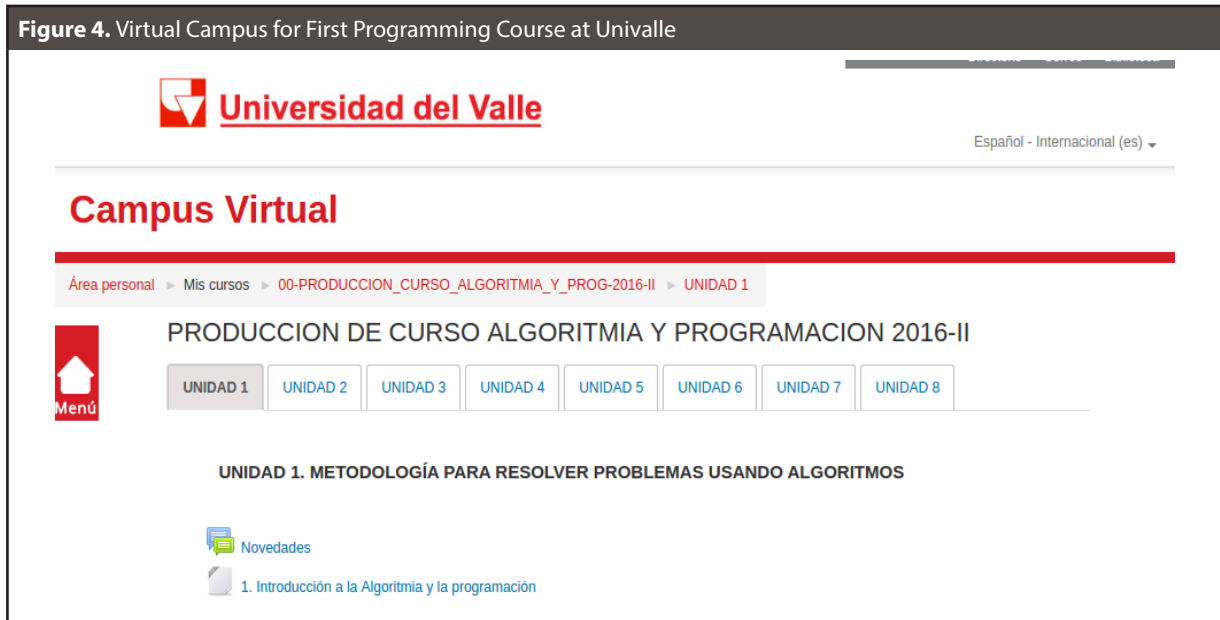 Figure 4. Virtual Campus for First Programming Course at Univalle
Universidad del Valle
Español - Internacional (es)
Campus Virtual
Área personal Mis cursos 00-PRODUCCION_CURSO_ALGORITMIA_Y_PROG-2016-II UNIDAD 1
PRODUCCION DE CURSO ALGORITMIA Y PROGRAMACION 2016-II
Menú
UNIDAD 1 UNIDAD 2 UNIDAD 3 UNIDAD 4 UNIDAD 5 UNIDAD 6 UNIDAD 7 UNIDAD 8
UNIDAD 1. METODOLOGÍA PARA RESOLVER PROBLEMAS USANDO ALGORITMOS
Novedades
1. Introducción a la Algoritmia y la programación